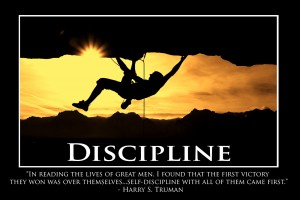 DISCIPLINE
"IN READING THE LIVES OF GREAT MEN, I FOUND THAT THE FIRST VICTORY
THEY WON WAS OVER THEMSELVES...SELF-DISCIPLINE WITH ALL OF THEM CAME FIRST."
- HARRY S. TRUMAN